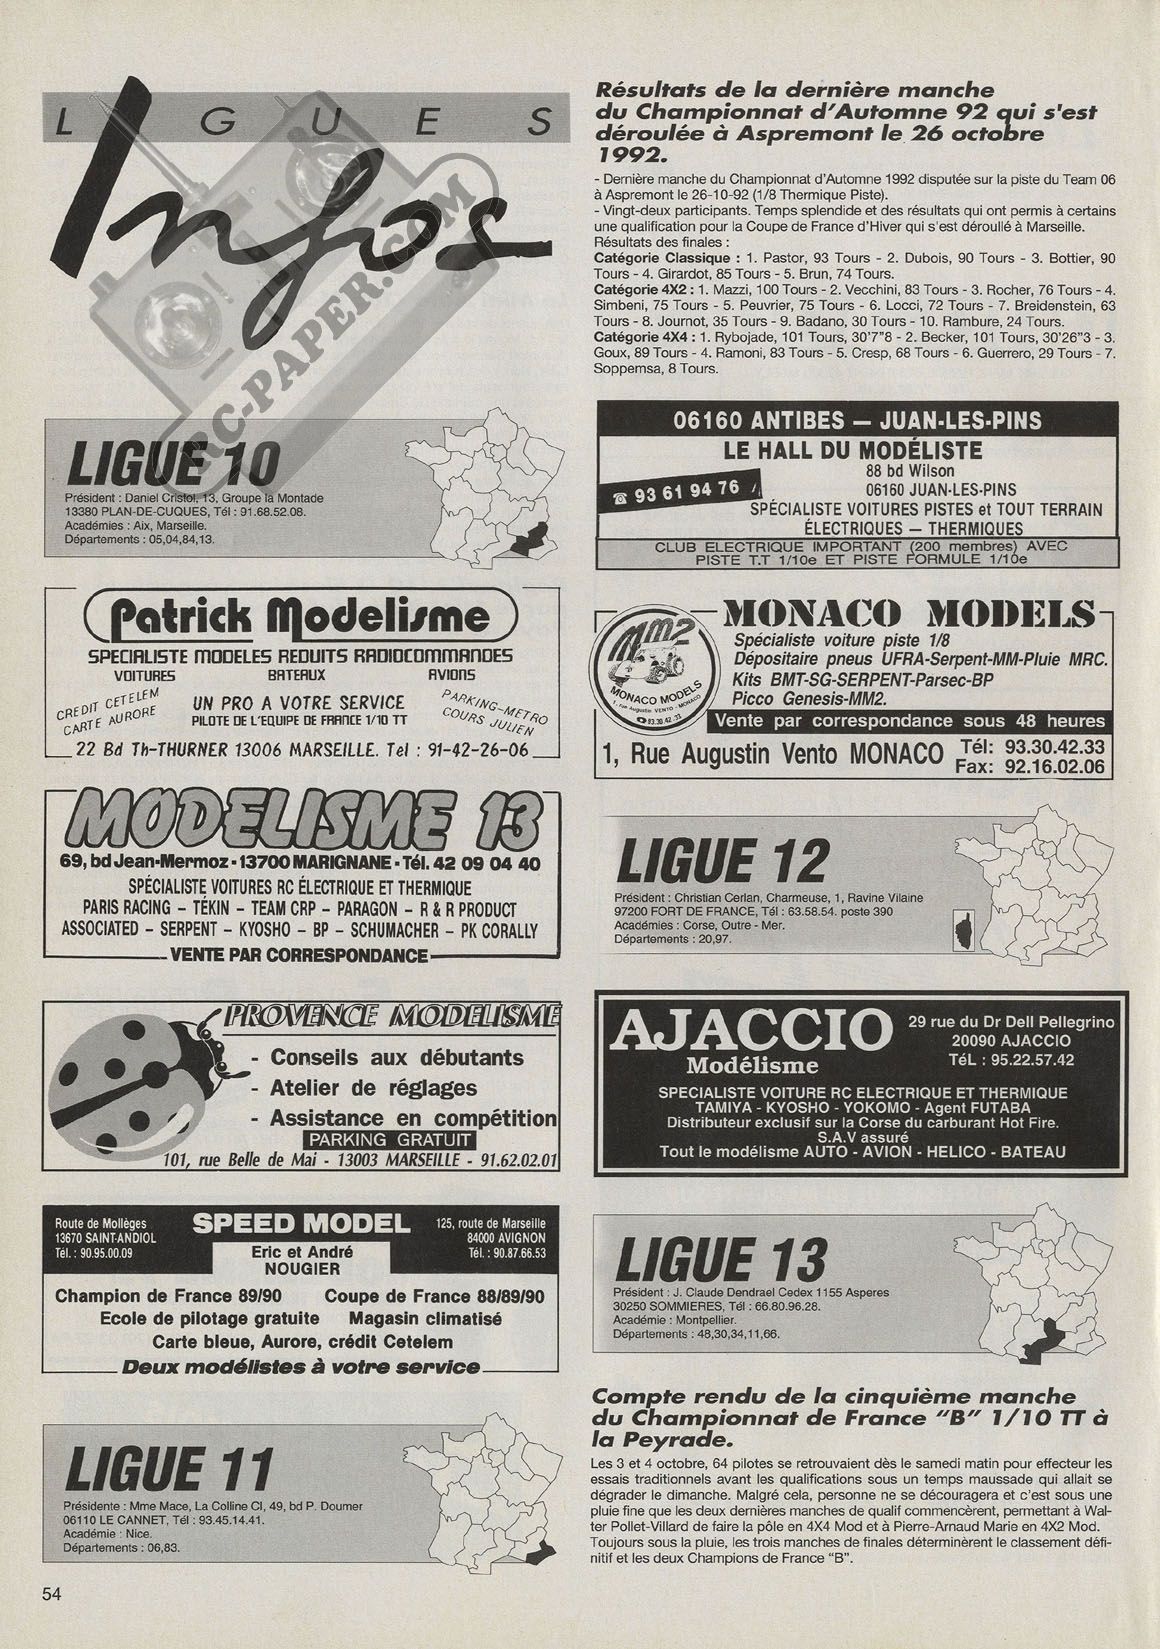 LIGUES
Infos
RC-PAPER.COM
LIGUE 10
Président : Daniel Cristol, 13, Groupe la Montade
13380 PLAN-DE-CUQUES, Tél : 91.68.52.08.
Académies : Aix, Marseille.
Départements : 05,04,84,13.
Patrick Modelisme
SPECIALISTE MODELES REDUITS RADIOCOMMANDES
VOITURES BATEAUX AVIONS
CREDIT CETELEM
CARTE AURORE
UN PRO A VOTRE SERVICE
PILOTE DE L'EQUIPE DE FRANCE 1/10 TT
PARKING-METRO
COURS JULIEN
22 Bd Th-THURNER 13006 MARSEILLE. Tel : 91-42-26-06
MODELISME 13
69, bd Jean-Mermoz - 13700 MARIGNANE - Tél. 42 09 04 40
SPÉCIALISTE VOITURES RC ÉLECTRIQUE ET THERMIQUE
PARIS RACING – TÉKIN – TEAM CRP – PARAGON – R & R PRODUCT
ASSOCIATED – SERPENT – KYOSHO – BP – SCHUMACHER – PK CORALLY
VENTE PAR CORRESPONDANCE
PROVENCE MODELISME
- Conseils aux débutants
- Atelier de réglages
- Assistance en compétition
PARKING GRATUIT
101, rue Belle de Mai - 13003 MARSEILLE - 91.62.02.01
Route de Mollèges
13670 SAINT-ANDIOL
Tél. : 90.95.00.09
SPEED MODEL
Eric et André
NOUGIER
125, route de Marseille
84000 AVIGNON
Tél. : 90.87.66.53
Champion de France 89/90 Coupe de France 88/89/90
Ecole de pilotage gratuite Magasin climatisé
Carte bleue, Aurore, crédit Cetelem
Deux modélistes à votre service
LIGUE 11
Présidente : Mme Mace, La Colline CI, 49, bd P. Doumer
06110 LE CANNET, Tél : 93.45.14.41.
Académie : Nice.
Départements : 06,83.
54
Résultats de la dernière manche
du Championnat d'Automne 92 qui s'est
déroulée à Aspremont le 26 octobre
1992.
- Dernière manche du Championnat d'Automne 1992 disputée sur la piste du Team 06
à Aspremont le 26-10-92 (1/8 Thermique Piste).
- Vingt-deux participants. Temps splendide et des résultats qui ont permis à certains
une qualification pour la Coupe de France d'Hiver qui s'est déroulié à Marseille.
Résultats des finales :
Catégorie Classique : 1. Pastor, 93 Tours - 2. Dubois, 90 Tours - 3. Bottier, 90
Tours - 4. Girardot, 85 Tours - 5. Brun, 74 Tours.
Catégorie 4X2 : 1. Mazzi, 100 Tours - 2. Vecchini, 83 Tours - 3. Rocher, 76 Tours - 4.
Simbeni, 75 Tours - 5. Peuvrier, 75 Tours - 6. Locci, 72 Tours - 7. Breidenstein, 63
Tours - 8. Journot, 35 Tours - 9. Badano, 30 Tours - 10. Rambure, 24 Tours.
Catégorie 4X4 : 1. Rybojade, 101 Tours, 30'7"8 - 2. Becker, 101 Tours, 30'26"3 - 3.
Goux, 89 Tours - 4. Ramoni, 83 Tours - 5. Cresp, 68 Tours - 6. Guerrero, 29 Tours - 7.
Soppemsa, 8 Tours.
06160 ANTIBES — JUAN-LES-PINS
LE HALL DU MODÉLISTE
88 bd Wilson
☎ 93 61 94 76
06160 JUAN-LES-PINS
SPÉCIALISTE VOITURES PISTES et TOUT TERRAIN
ÉLECTRIQUES — THERMIQUES
CLUB ELECTRIQUE IMPORTANT (200 membres) AVEC
PISTE T.T 1/10e ET PISTE FORMULE 1/10e
MM2
MONACO MODELS
1, rue Augustin VENTO - MONACO
93.30.42.33
MONACO MODELS
Spécialiste voiture piste 1/8
Dépositaire pneus UFRA-Serpent-MM-Pluie MRC.
Kits BMT-SG-SERPENT-Parsec-BP
Picco Genesis-MM2.
Vente par correspondance sous 48 heures
1, Rue Augustin Vento MONACO Tél: 93.30.42.33
Fax: 92.16.02.06
LIGUE 12
Président : Christian Cerlan, Charmeuse, 1, Ravine Vilaine
97200 FORT DE FRANCE, Tél : 63.58.54. poste 390
Académies : Corse, Outre - Mer.
Départements : 20,97.
AJACCIO
Modélisme
29 rue du Dr Dell Pellegrino
20090 AJACCIO
TéL : 95.22.57.42
SPECIALISTE VOITURE RC ELECTRIQUE ET THERMIQUE
TAMIYA - KYOSHO - YOKOMO - Agent FUTABA
Distributeur exclusif sur la Corse du carburant Hot Fire.
S.A.V assuré
Tout le modélisme AUTO - AVION - HELICO - BATEAU
LIGUE 13
Président : J. Claude Dendrael Cedex 1155 Asperes
30250 SOMMIERES, Tél : 66.80.96.28.
Académie : Montpellier.
Départements : 48,30,34,11,66.
Compte rendu de la cinquième manche
du Championnat de France "B" 1/10 TT à
la Peyrade.
Les 3 et 4 octobre, 64 pilotes se retrouvaient dès le samedi matin pour effecteur les
essais traditionnels avant les qualifications sous un temps maussade qui allait se
dégrader le dimanche. Malgré cela, personne ne se découragera et c'est sous une
pluie fine que les deux dernières manches de qualif commencèrent, permettant à Wal-
ter Pollet-Villard de faire la pôle en 4X4 Mod et à Pierre-Arnaud Marie en 4X2 Mod.
Toujours sous la pluie, les trois manches de finales déterminèrent le classement défi-
nitif et les deux Champions de France "B".